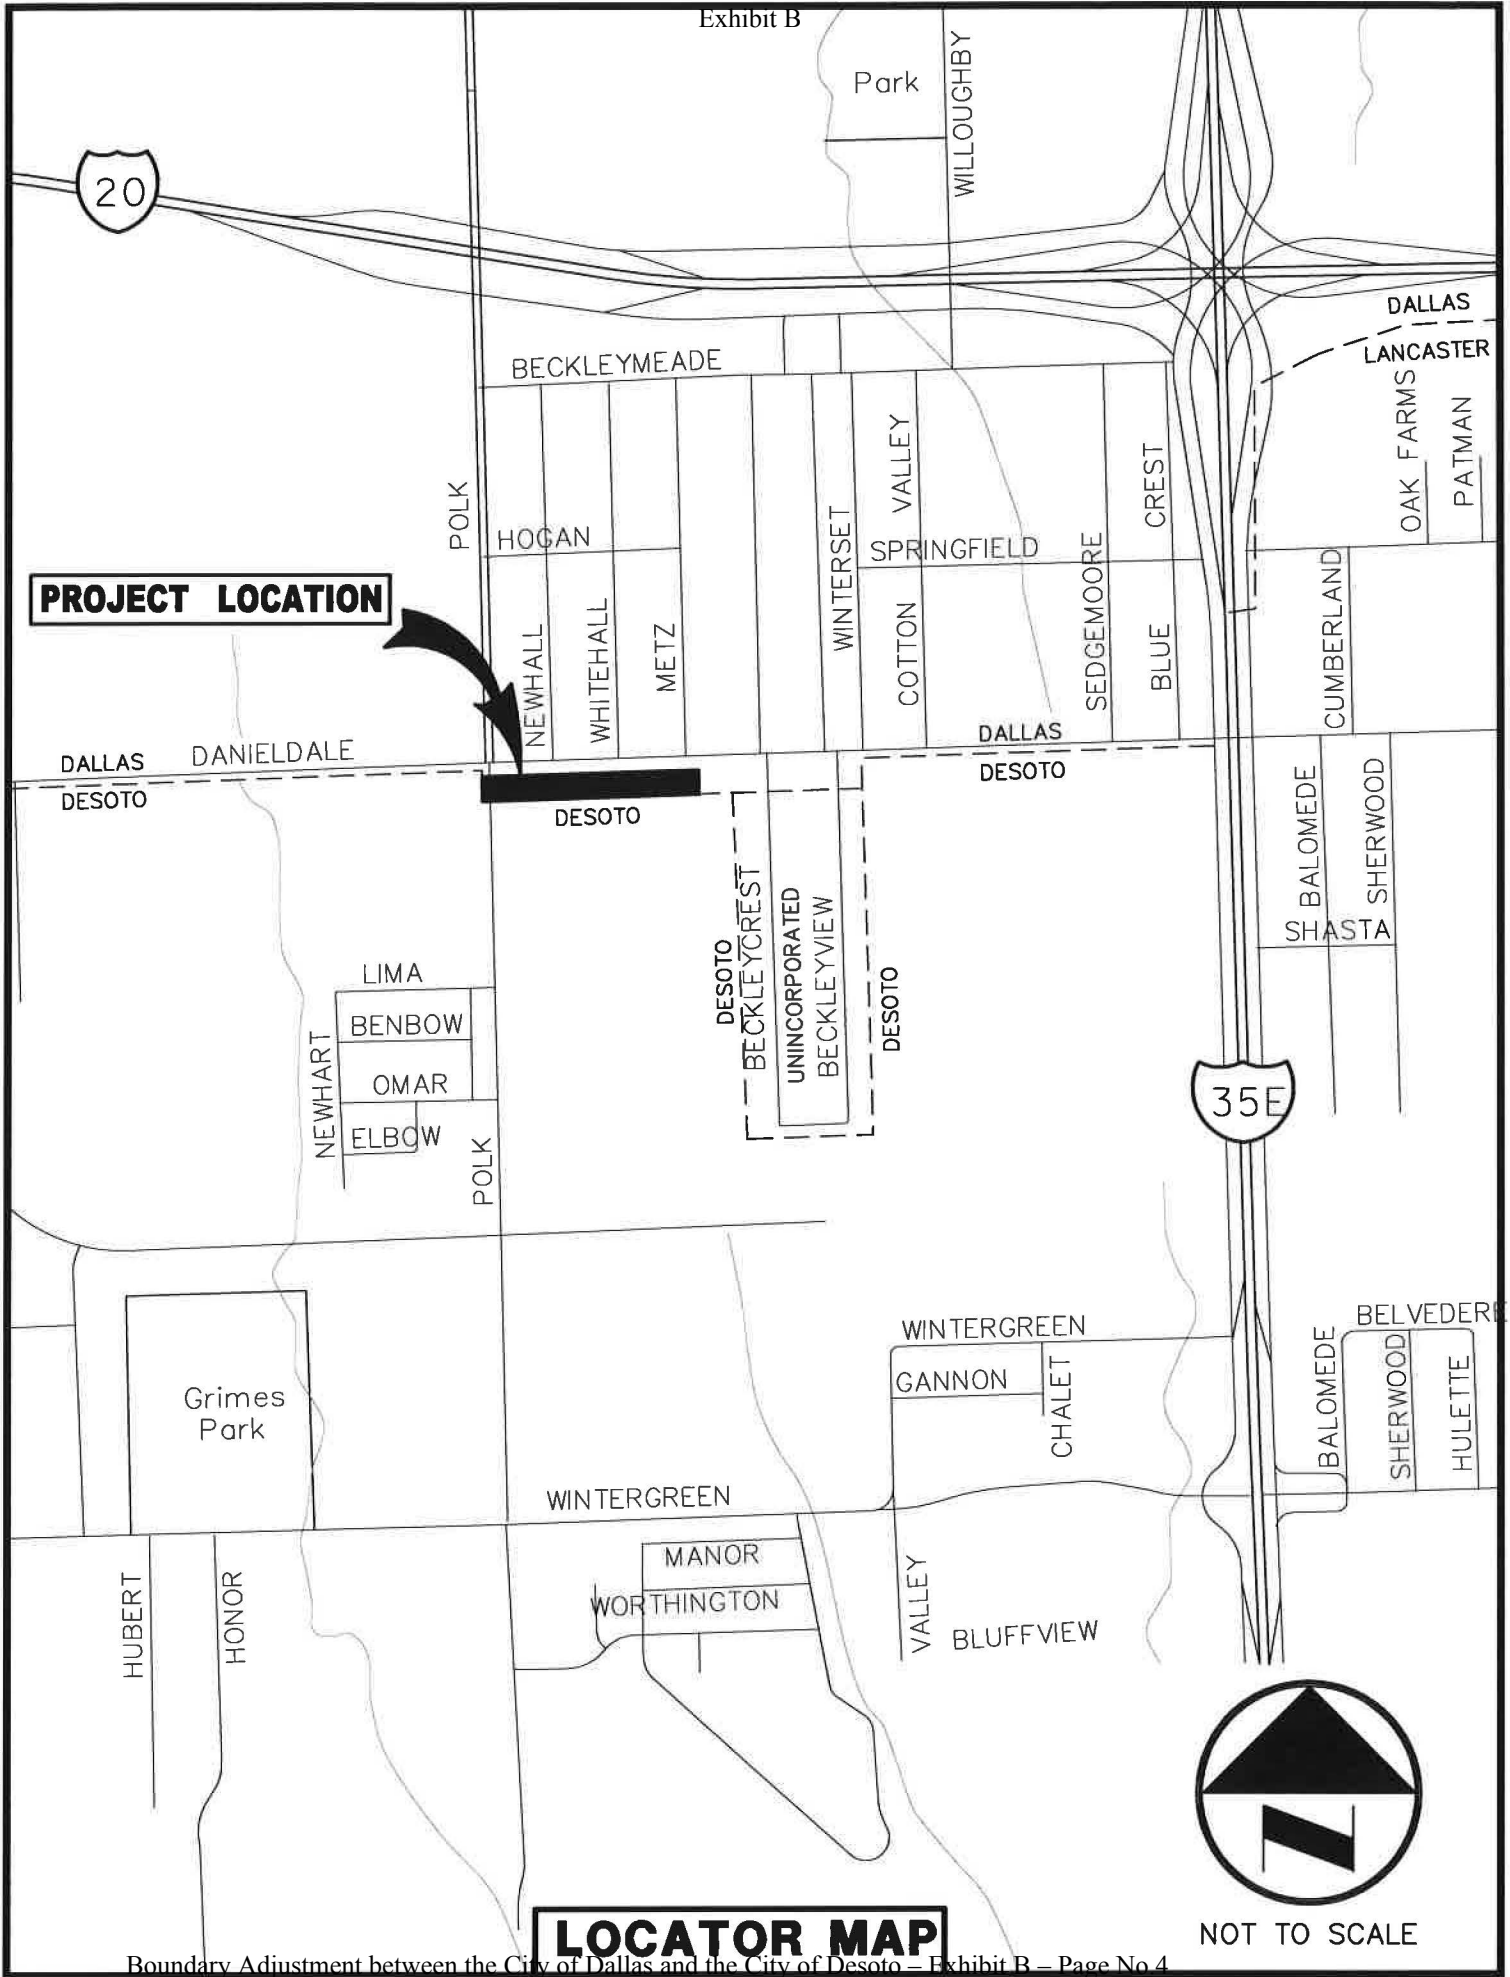 Exhibit B
Park
WILLOUGHBY
20
DALLAS
LANCASTER
BECKLEYMEADE
OAK FARMS
PATMAN
POLK
HOGAN
VALLEY
CREST
WINTERSET
SPRINGFIELD
SEDGEMOORE
CUMBERLAND
PROJECT LOCATION
NEWHALL
WHITEHALL
METZ
COTTON
BLUE
DALLAS
DANIELDALE
DESOTO
DALLAS
DESOTO
DESOTO
BALOMEDE
SHERWOOD
SHASTA
DESOTO
BECKLEYCREST
UNINCORPORATED
BECKLEYVIEW
DESOTO
LIMA
BENBOW
OMAR
ELBOW
NEWHART
POLK
35E
Grimes
Park
WINTERGREEN
GANNON
CHALET
BELVEDERE
BALOMEDE
SHERWOOD
HULETTE
WINTERGREEN
MANOR
WORTHINGTON
HUBERT
HONOR
VALLEY
BLUFFVIEW
N
NOT TO SCALE
LOCATOR MAP
Boundary Adjustment between the City of Dallas and the City of Desoto – Exhibit B – Page No.4